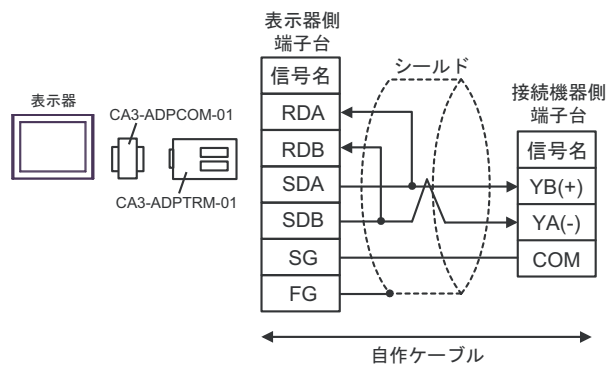 表示器
CA3-ADPCOM-01
CA3-ADPTRM-01
表示器側
端子台
信号名
RDA
RDB
SDA
SDB
SG
FG
シールド
接続機器側
端子台
信号名
YB(+)
YA(-)
COM
自作ケーブル